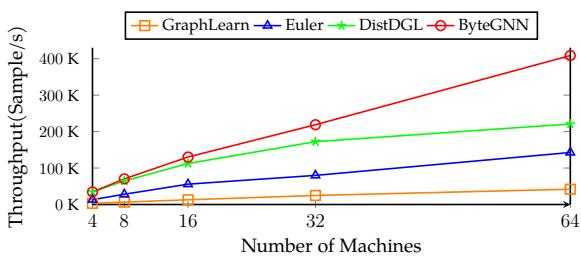 GraphLearn Euler DistDGL ByteGNN
Throughput(Sample/s)
400 K
300 K
200 K
100 K
0 K
4 8 16 32 64
Number of Machines